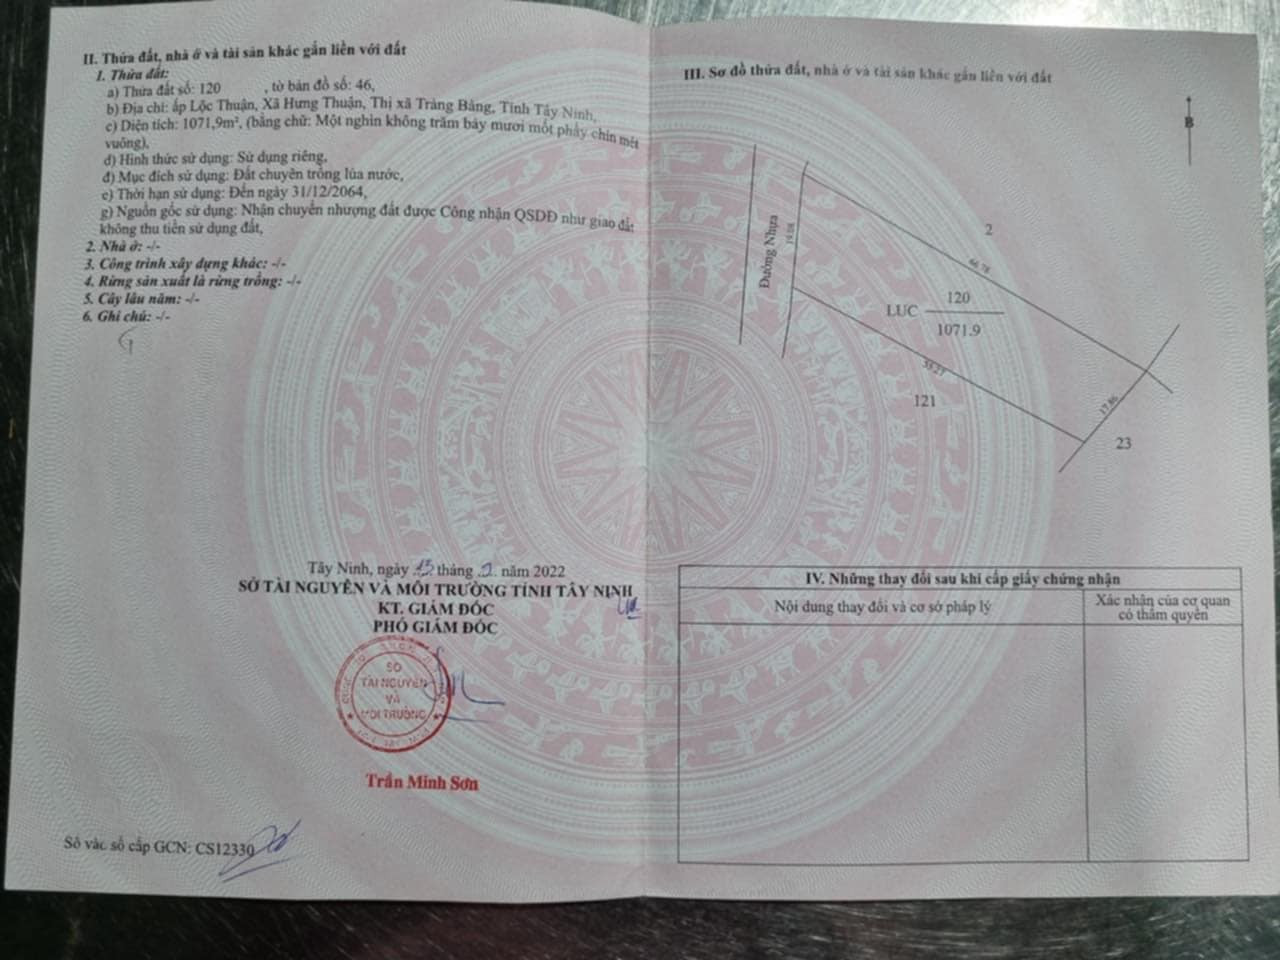 II. Thửa đất, nhà ở và tài sản khác gắn liền với đất
1. Thửa đất:
a) Thửa đất số: 120 , tờ bản đồ số: 46,
b) Địa chỉ: ấp Lộc Thuận, Xã Hưng Thuận, Thị xã Trảng Bàng, Tỉnh Tây Ninh,
c) Diện tích: 1071,9m², (bằng chữ: Một nghìn không trăm bảy mươi mốt phẩy chín mét
vuông),
d) Hình thức sử dụng: Sử dụng riêng,
đ) Mục đích sử dụng: Đất chuyên trồng lúa nước,
e) Thời hạn sử dụng: Đến ngày 31/12/2064,
g) Nguồn gốc sử dụng: Nhận chuyển nhượng đất được Công nhận QSDĐ như giao đất
không thu tiền sử dụng đất,
2. Nhà ở: -/-
3. Công trình xây dựng khác: -/-
4. Rừng sản xuất là rừng trồng: -/-
5. Cây lâu năm: -/-
6. Ghi chú: -/-
Tây Ninh, ngày 15 tháng 2 năm 2022
SỞ TÀI NGUYÊN VÀ MÔI TRƯỜNG TỈNH TÂY NINH
KT. GIÁM ĐỐC
PHÓ GIÁM ĐỐC
SỞ
TÀI NGUYÊN
VÀ
MÔI TRƯỜNG
Trần Minh Sơn
Số vào sổ cấp GCN: CS12330
III. Sơ đồ thửa đất, nhà ở và tài sản khác gắn liền với đất
B
Đường Nhựa
2
66.78
LUC
120
1071.9
55.27
121
17.86
23
IV. Những thay đổi sau khi cấp giấy chứng nhận
Nội dung thay đổi và cơ sở pháp lý
Xác nhận của cơ quan
có thẩm quyền